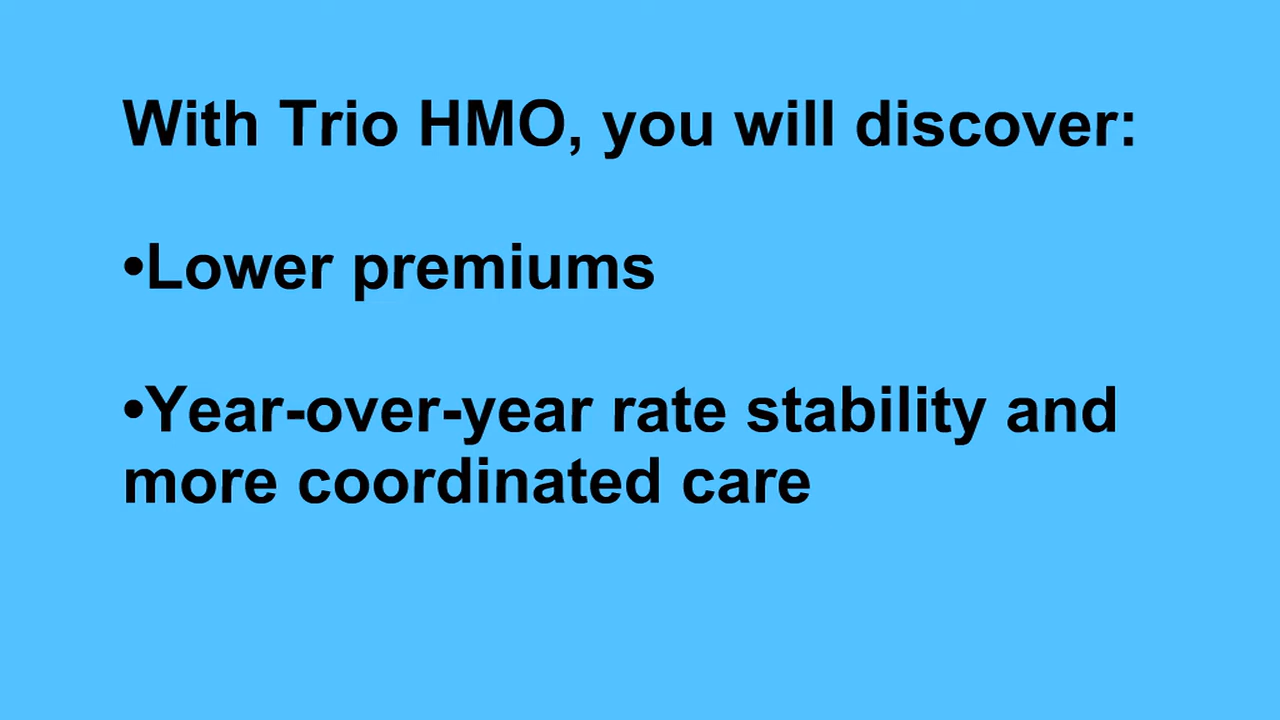 With Trio HMO, you will discover:
•Lower premiums
•Year-over-year rate stability and
more coordinated care